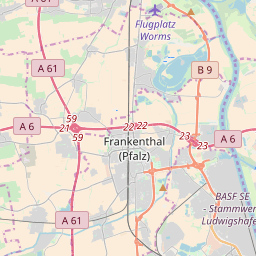 A 61
Flugplatz
Worms
A 61
B 9
59
21
59
A 6
22
22
23
23
A 6
Frankenthal
(Pfalz)
A 61
BASF SE
- Stammwer
Ludwigshafe